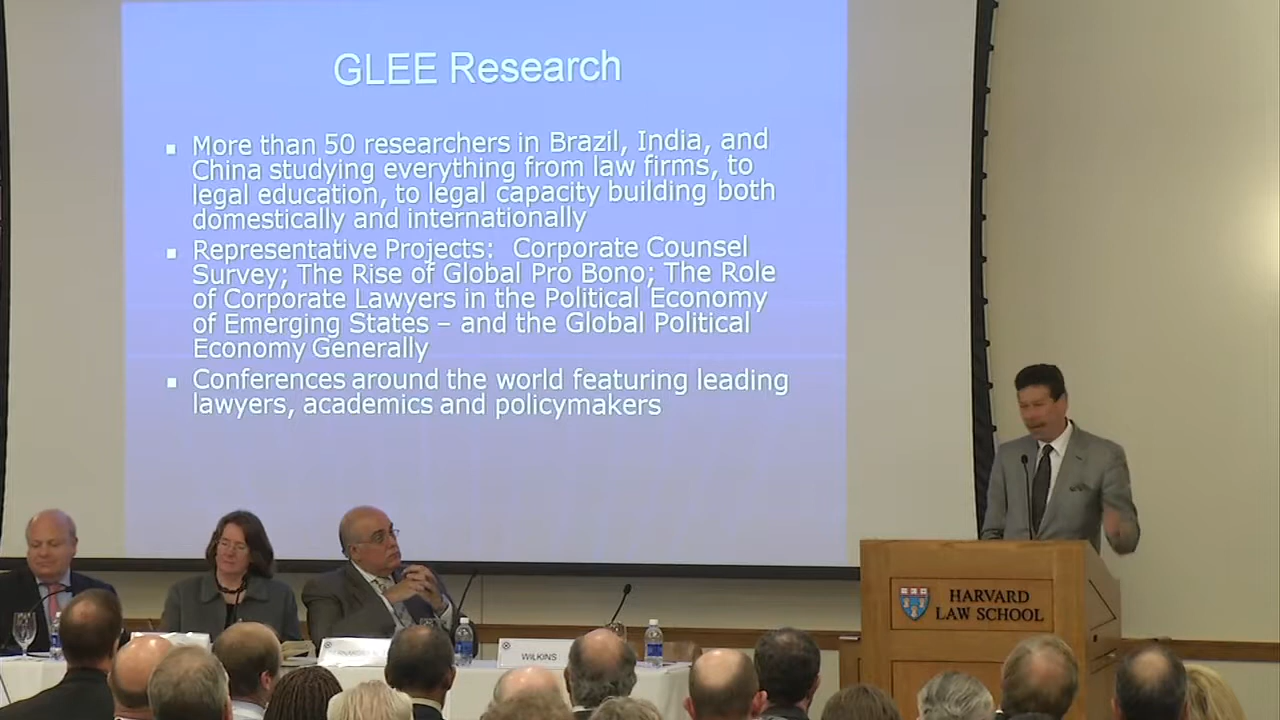 GLEE Research
▪ More than 50 researchers in Brazil, India, and
China studying everything from law firms, to
legal education, to legal capacity building both
domestically and internationally
▪ Representative Projects: Corporate Counsel
Survey; The Rise of Global Pro Bono; The Role
of Corporate Lawyers in the Political Economy
of Emerging States – and the Global Political
Economy Generally
▪ Conferences around the world featuring leading
lawyers, academics and policymakers
HARVARD
LAW SCHOOL
WILKINS